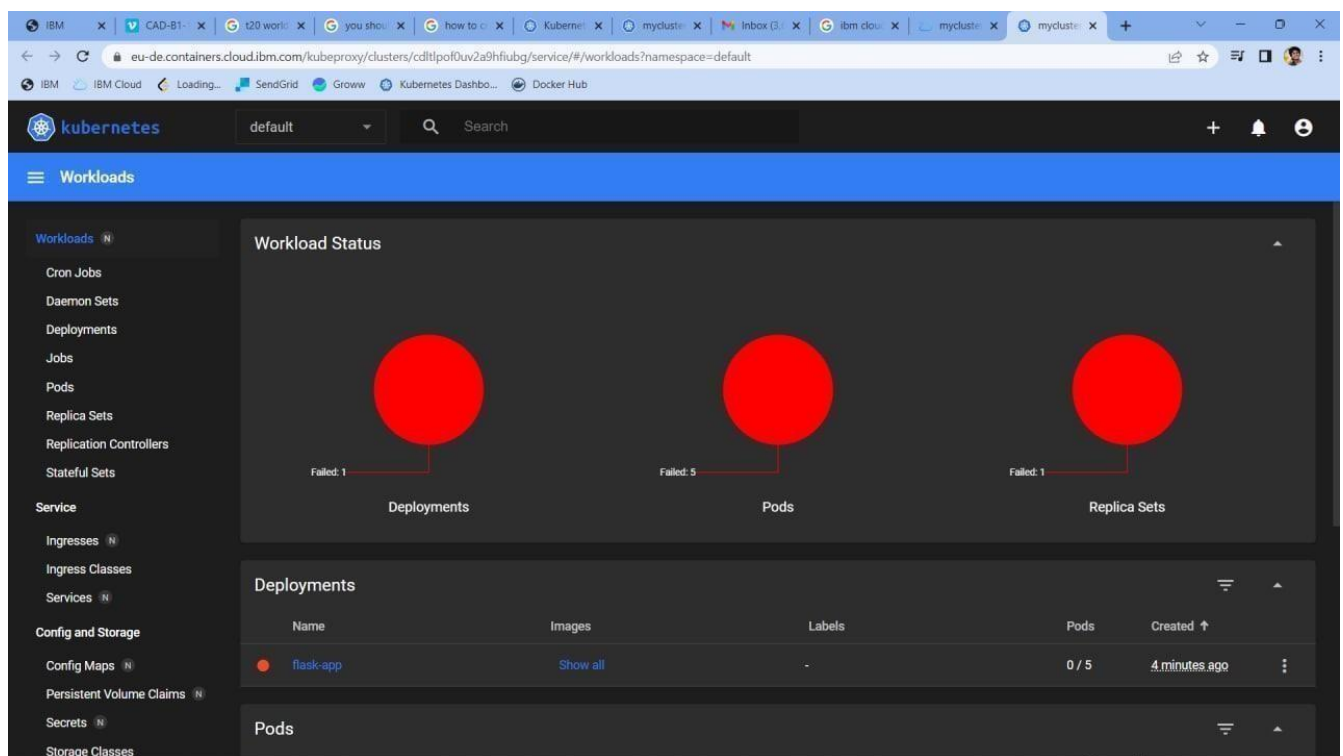 IBM
CAD-B1-
t20 world
you shou
how to c
Kubernet
mycluste
Inbox (3,
ibm clou
mycluste
mycluste
eu-de.containers.cloud.ibm.com/kubeproxy/clusters/cdltlpof0uv2a9hfiubg/service/#/workloads?namespace=default
IBM IBM Cloud Loading... SendGrid Groww Kubernetes Dashbo... Docker Hub
kubernetes default Search
Workloads
Workloads N
Cron Jobs
Daemon Sets
Deployments
Jobs
Pods
Replica Sets
Replication Controllers
Stateful Sets
Service
Ingresses N
Ingress Classes
Services N
Config and Storage
Config Maps N
Persistent Volume Claims N
Secrets N
Storage Classes
Workload Status
Failed: 1
Deployments
Failed: 5
Pods
Failed: 1
Replica Sets
Deployments
Name Images Labels Pods Created
flask-app Show all - 0 / 5 4 minutes ago
Pods